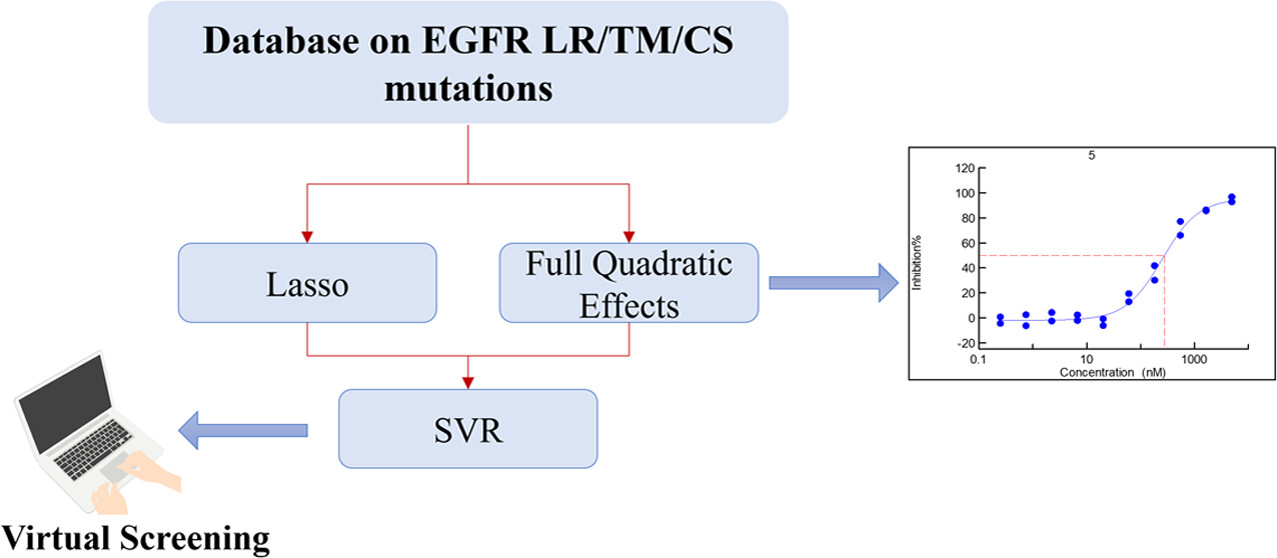 Database on EGFR LR/TM/CS
mutations
Lasso
Full Quadratic
Effects
SVR
Virtual Screening
5
Inhibition%
120
100
80
60
40
20
0
-20
0.1
10
1000
Concentration (nM)